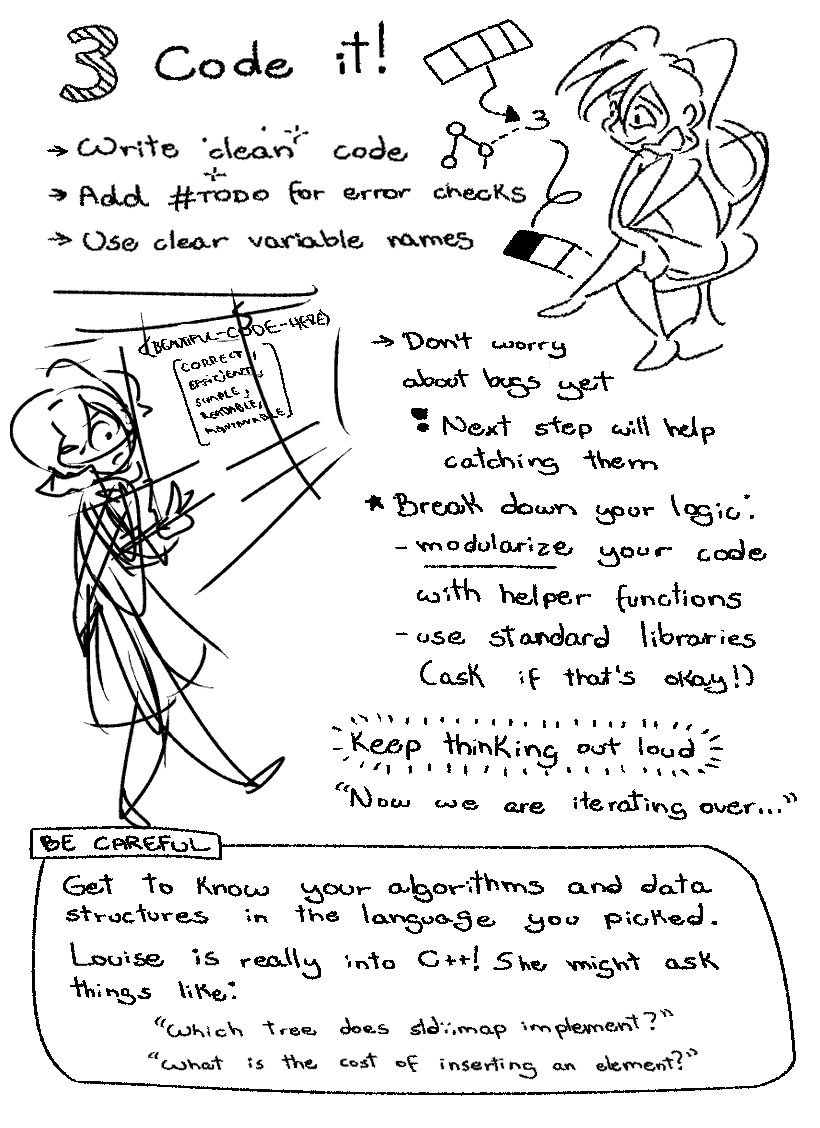 3 Code it!
→ Write "clean" code
→ Add #TODO for error checks
→ Use clear variable names
3
(BEAUTIFUL-CODE-HERE)
CORRECT,
EFFICIENT,
SIMPLE,
READABLE,
MAINTAINABLE
→ Don't worry
about bugs yet
Next step will help
catching them
★ Break down your logic:
- modularize your code
with helper functions
- use standard libraries
(ask if that's okay!)
Keep thinking out loud
"Now we are iterating over..."
BE CAREFUL
Get to know your algorithms and data
structures in the language you picked.
Louise is really into C++! She might ask
things like:
"Which tree does std::map implement?"
"What is the cost of inserting an element?"